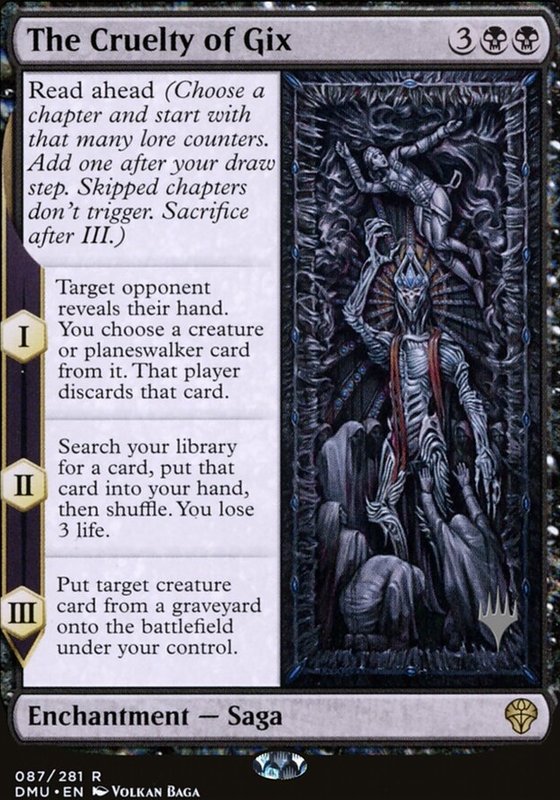 The Cruelty of Gix 3
Read ahead (Choose a
chapter and start with
that many lore counters.
Add one after your draw
step. Skipped chapters
don't trigger. Sacrifice
after III.)
I
Target opponent
reveals their hand.
You choose a creature
or planeswalker card
from it. That player
discards that card.
II
Search your library
for a card, put that
card into your hand,
then shuffle. You lose
3 life.
III
Put target creature
card from a graveyard
onto the battlefield
under your control.
Enchantment — Saga
087/281 R
DMU • EN VOLKAN BAGA